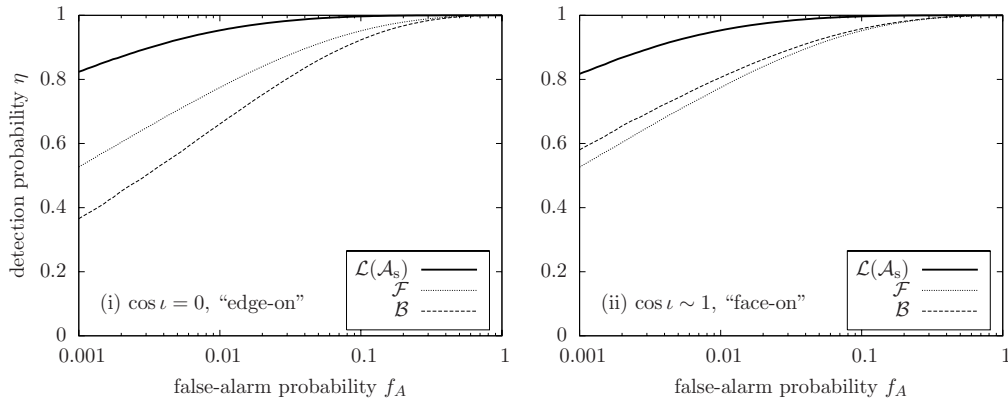 detection probability η
1
0.8
0.6
0.4
0.2
0
0.001
0.01
0.1
1
false-alarm probability f_A
(i) cos ι = 0, “edge-on”
ℒ(𝒜ₛ)
ℱ
ℬ
1
0.8
0.6
0.4
0.2
0
0.001
0.01
0.1
1
false-alarm probability f_A
(ii) cos ι ∼ 1, “face-on”
ℒ(𝒜ₛ)
ℱ
ℬ